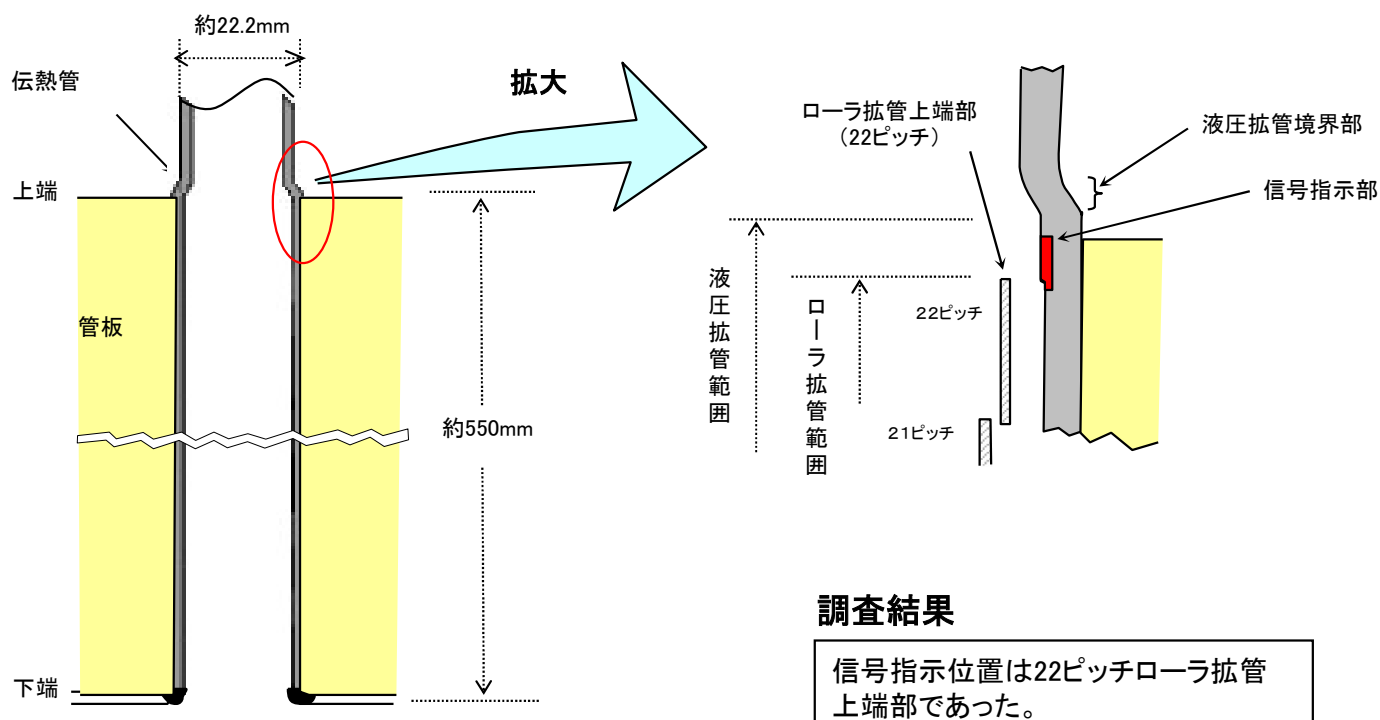 約22.2mm
伝熱管
上端
管板
約550mm
下端
拡大
ローラ拡管上端部
（22ピッチ）
液圧拡管境界部
信号指示部
液圧拡管範囲
ローラ拡管範囲
22ピッチ
21ピッチ
調査結果
信号指示位置は22ピッチローラ拡管
上端部であった。